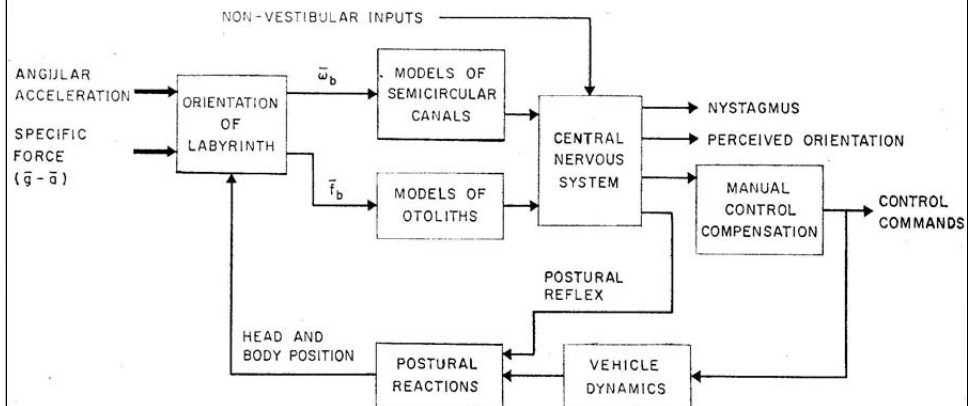 NON-VESTIBULAR INPUTS
ANGULAR
ACCELERATION
SPECIFIC
FORCE
(g̅-a̅)
ORIENTATION
OF
LABYRINTH
ω̅b
f̅b
MODELS OF
SEMICIRCULAR
CANALS
MODELS OF
OTOLITHS
CENTRAL
NERVOUS
SYSTEM
NYSTAGMUS
PERCEIVED ORIENTATION
MANUAL
CONTROL
COMPENSATION
CONTROL
COMMANDS
POSTURAL
REFLEX
HEAD AND
BODY POSITION
POSTURAL
REACTIONS
VEHICLE
DYNAMICS